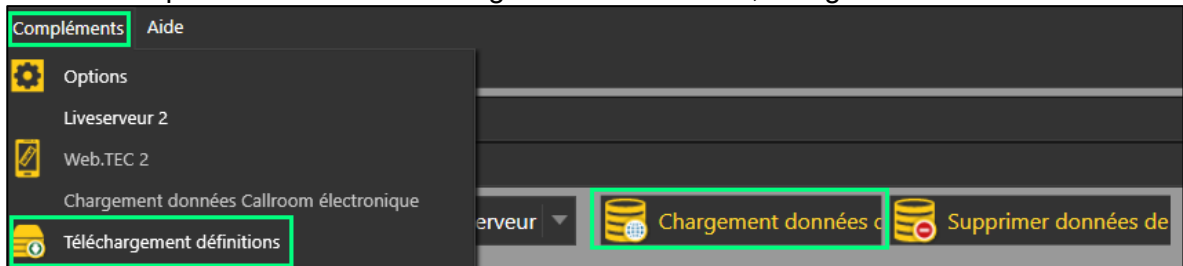 Compléments Aide
Options
Liveserveur 2
Web.TEC 2
Chargement données Callroom électronique
Téléchargement définitions
erveur Chargement données d Supprimer données de